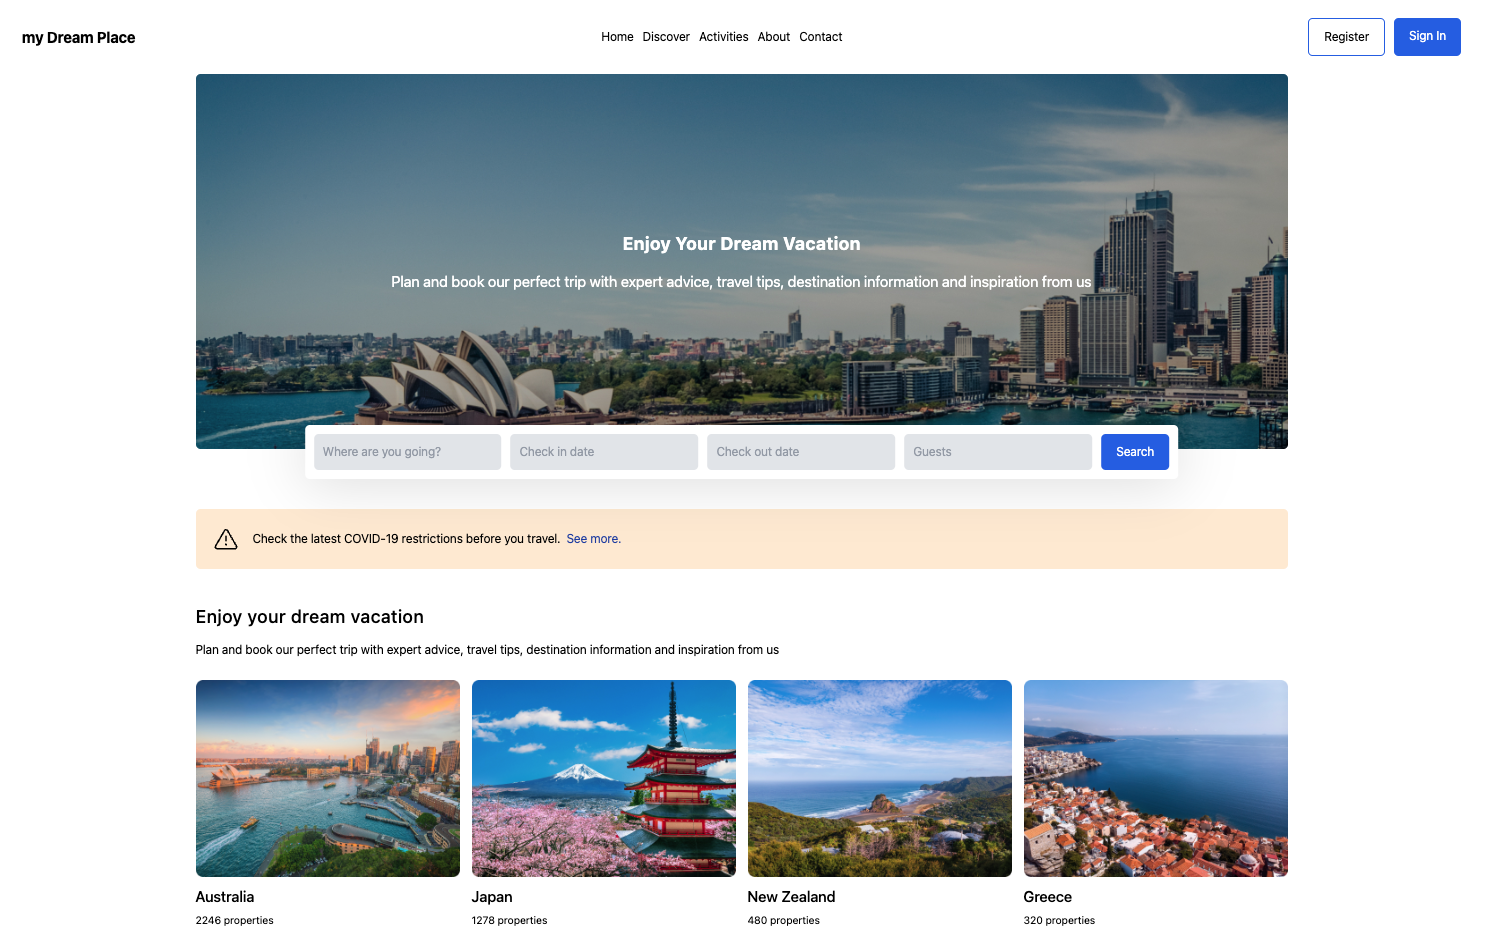 my Dream Place
Home Discover Activities About Contact
Register
Sign In
Enjoy Your Dream Vacation
Plan and book our perfect trip with expert advice, travel tips, destination information and inspiration from us
Where are you going?
Check in date
Check out date
Guests
Search
Check the latest COVID-19 restrictions before you travel. See more.
Enjoy your dream vacation
Plan and book our perfect trip with expert advice, travel tips, destination information and inspiration from us
Australia
2246 properties
Japan
1278 properties
New Zealand
480 properties
Greece
320 properties